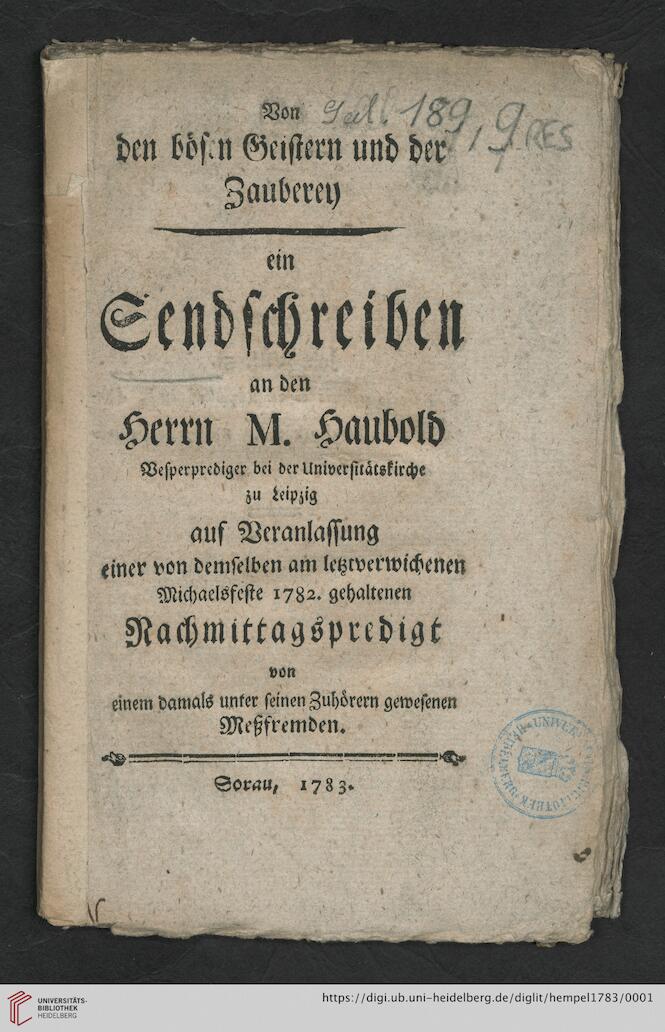 Von
den bösen Geistern und der
Zauberey
189, 9 RES
ein
Sendschreiben
an den
Herrn M. Haubold
Vesperprediger bei der Universitätskirche
zu Leipzig
auf Veranlassung
einer von demselben am letztverwichenen
Michaelsfeste 1782. gehaltenen
Nachmittagspredigt
von
einem damals unter seinen Zuhörern gewesenen
Meßfremden.
Sorau, 1783.
UNIVERSITÄTS-
BIBLIOTHEK
HEIDELBERG
https://digi.ub.uni-heidelberg.de/diglit/hempel1783/0001